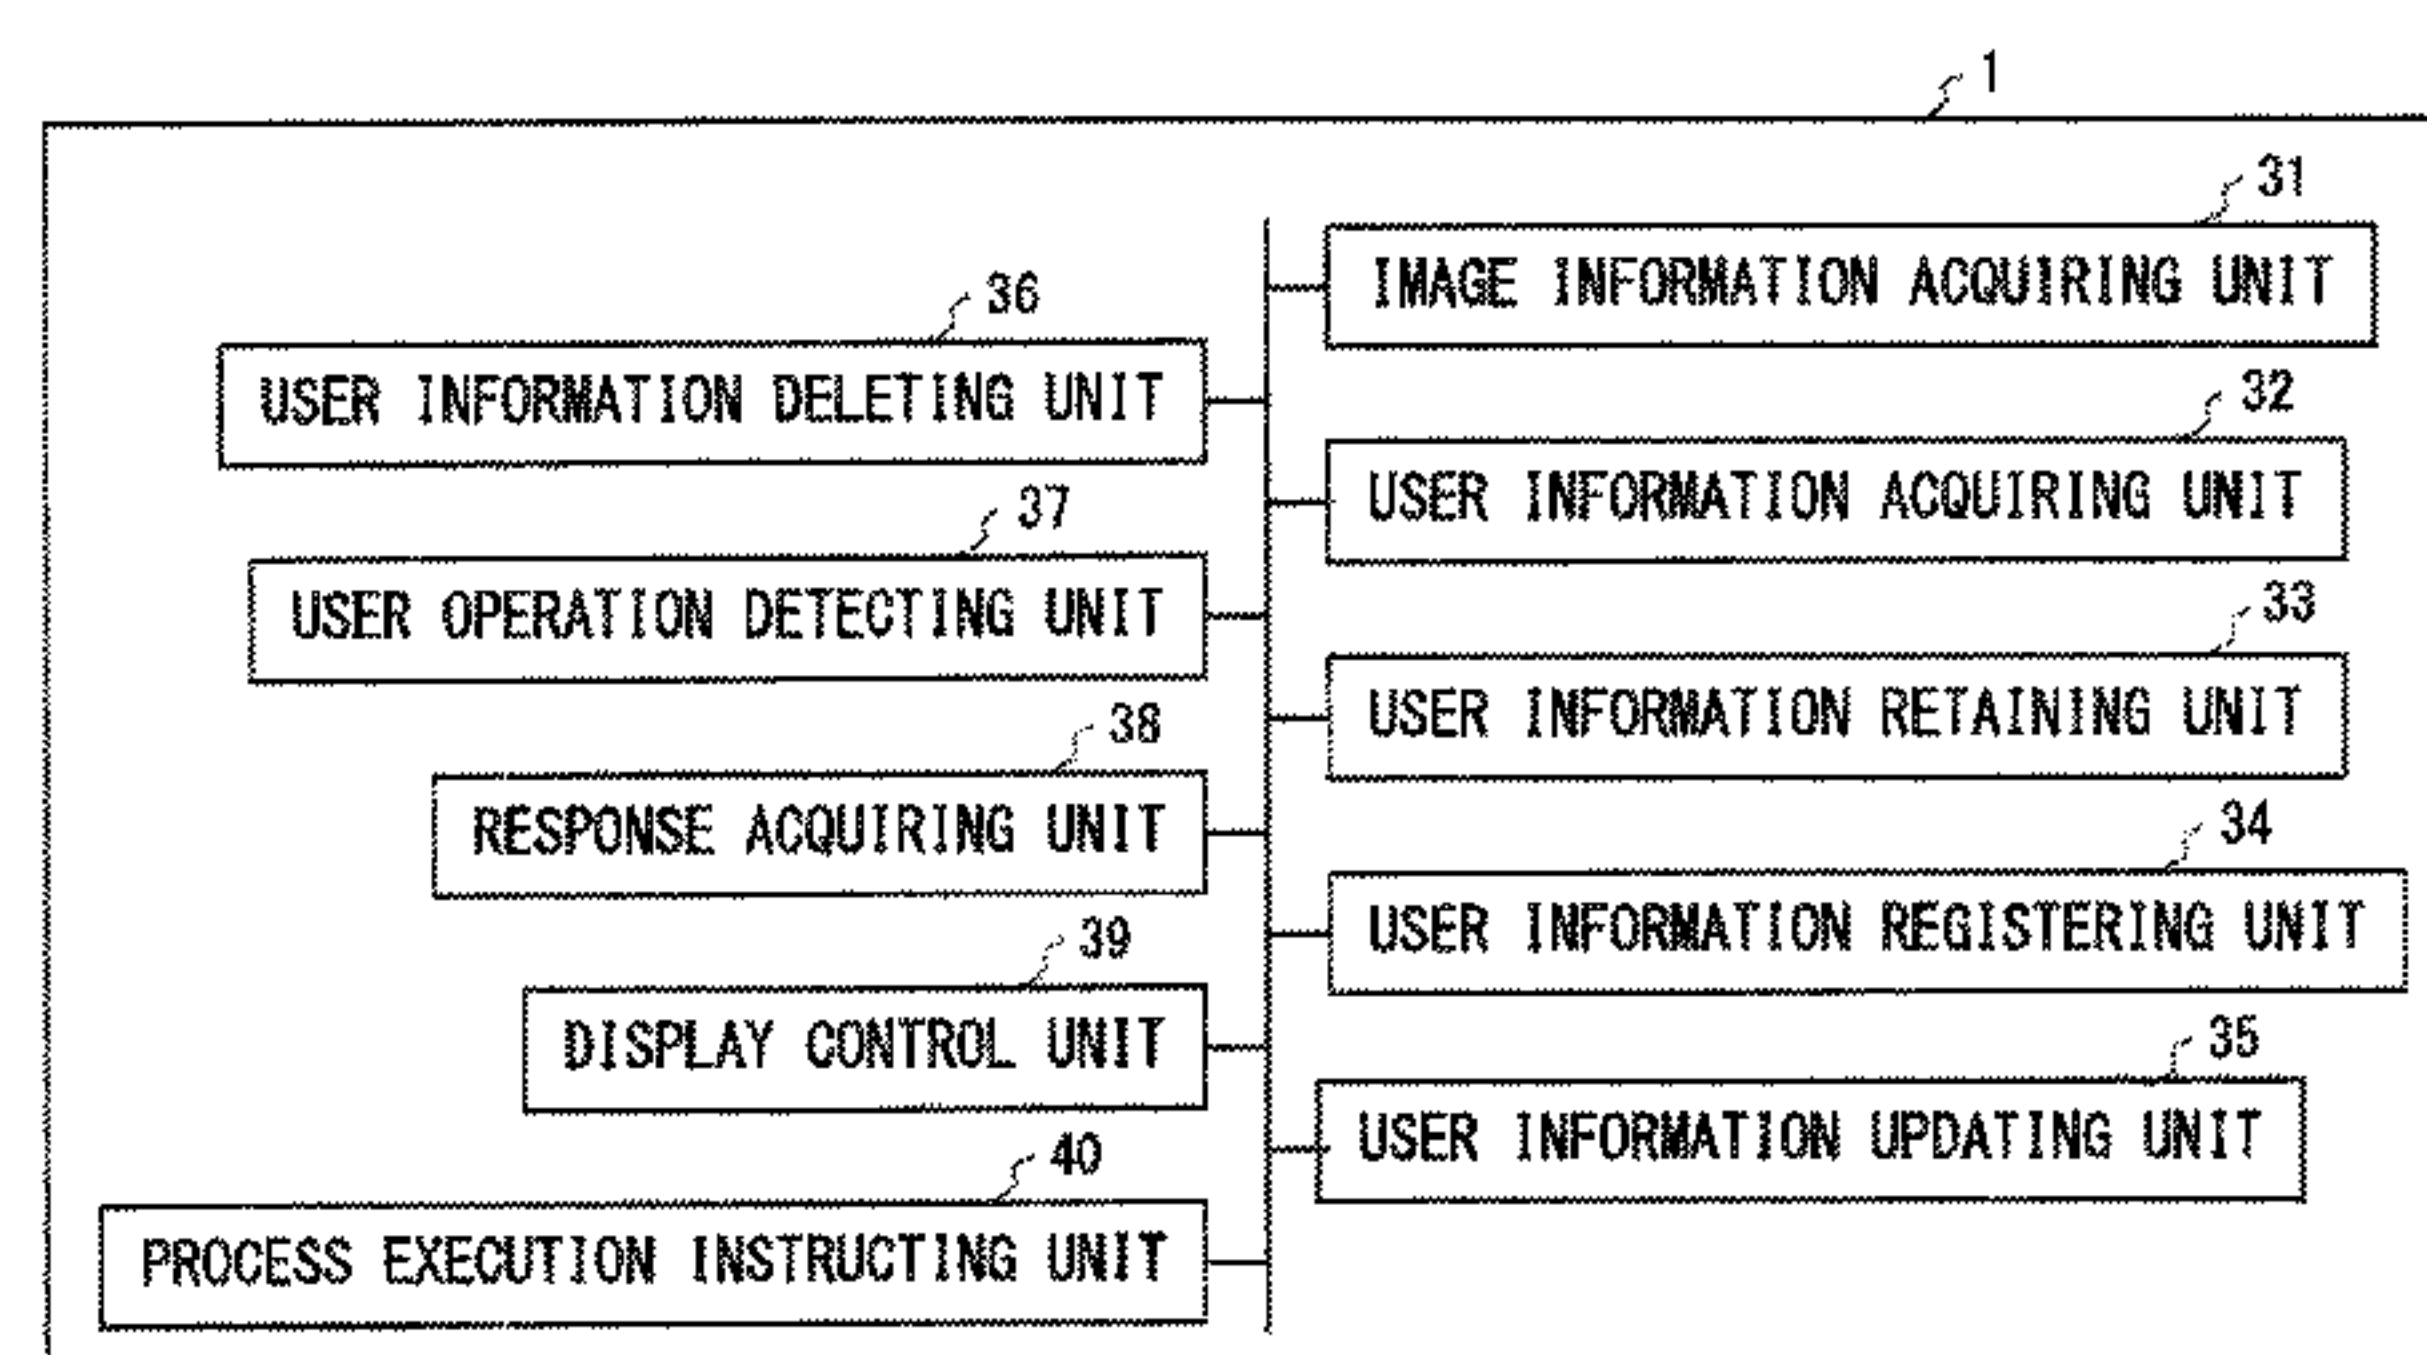 1
31
IMAGE INFORMATION ACQUIRING UNIT
36
USER INFORMATION DELETING UNIT
32
USER INFORMATION ACQUIRING UNIT
37
USER OPERATION DETECTING UNIT
33
USER INFORMATION RETAINING UNIT
38
RESPONSE ACQUIRING UNIT
34
USER INFORMATION REGISTERING UNIT
39
DISPLAY CONTROL UNIT
35
USER INFORMATION UPDATING UNIT
40
PROCESS EXECUTION INSTRUCTING UNIT